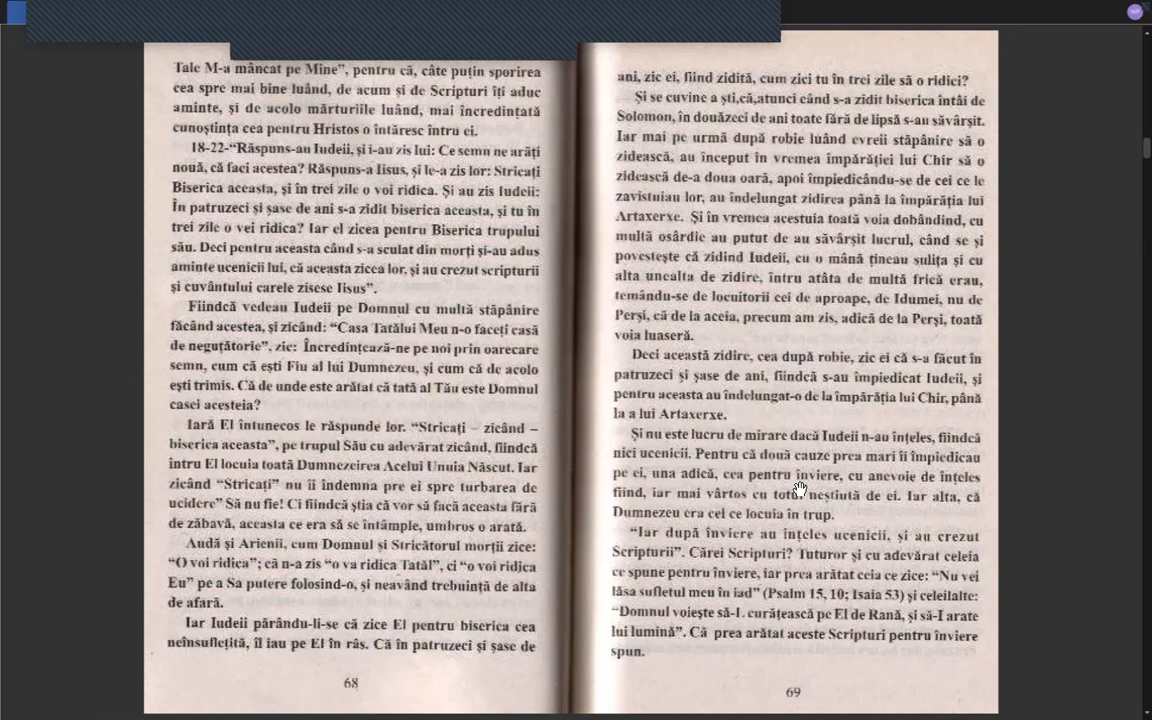 Tale M-a mâncat pe Mine”, pentru că, câte puțin sporirea
cea spre mai bine luând, de acum și de Scripturi îți aduc
aminte, și de acolo mărturiile luând, mai încredințată
cunoștința cea pentru Hristos o întăresc întru ei.
18-22-“Răspuns-au Iudeii, și i-au zis lui: Ce semn ne arăți
nouă, că faci acestea? Răspuns-a Iisus, și le-a zis lor: Stricați
Biserica aceasta, și în trei zile o voi ridica. Și au zis Iudeii:
În patruzeci și șase de ani s-a zidit biserica aceasta, și tu în
trei zile o vei ridica? Iar el zicea pentru Biserica trupului
său. Deci pentru aceasta când s-a sculat din morți și-au adus
aminte ucenicii lui, că aceasta zicea lor, și au crezut scripturii
și cuvântului carele zisese Iisus”.
Fiindcă vedeau Iudeii pe Domnul cu multă stăpânire
făcând acestea, și zicând: “Casa Tatălui Meu n-o faceți casă
de neguțătorie”, zic: Încredințează-ne pe noi prin oarecare
semn, cum că ești Fiu al lui Dumnezeu, și cum că de acolo
ești trimis. Că de unde este arătat că tată al Tău este Domnul
casei acesteia?
Iară El întunecos le răspunde lor. “Stricați – zicând –
biserica aceasta”, pe trupul Său cu adevărat zicând, fiindcă
întru El locuia toată Dumnezeirea Acelui Unuia Născut. Iar
zicând “Stricați” nu îi îndemna pre ei spre turbarea de
ucidere” Să nu fie! Ci fiindcă știa că vor să facă aceasta fără
de zăbavă, aceasta ce era să se întâmple, umbros o arată.
Audă și Arienii, cum Domnul și Stricătorul morții zice:
“O voi ridica”; că n-a zis “o va ridica Tatăl”, ci “o voi ridica
Eu” pe a Sa putere folosind-o, și neavând trebuință de alta
de afară.
Iar Iudeii părându-li-se că zice El pentru biserica cea
neînsuflețită, îl iau pe El în râs. Că în patruzeci și șase de
68
ani, zic ei, fiind zidită, cum zici tu în trei zile să o ridici?
Și se cuvine a ști,că,atunci când s-a zidit biserica întâi de
Solomon, în douăzeci de ani toate fără de lipsă s-au săvârșit.
Iar mai pe urmă după robie luând evreii stăpânire să o
zidească, au început în vremea împărăției lui Chir să o
zidească de-a doua oară, apoi împiedicându-se de cei ce le
zavistuiau lor, au îndelungat zidirea până la împărăția lui
Artaxerxe. Și în vremea acestuia toată voia dobândind, cu
multă osârdie au putut de au săvârșit lucrul, când se și
povestește că zidind Iudeii, cu o mână țineau sulița și cu
alta unealta de zidire, întru atâta de multă frică erau,
temându-se de locuitorii cei de aproape, de Idumei, nu de
Perși, că de la aceia, precum am zis, adică de la Perși, toată
voia luaseră.
Deci această zidire, cea după robie, zic ei că s-a făcut în
patruzeci și șase de ani, fiindcă s-au împiedicat Iudeii, și
pentru aceasta au îndelungat-o de la împărăția lui Chir, până
la a lui Artaxerxe.
Și nu este lucru de mirare dacă Iudeii n-au înțeles, fiindcă
nici ucenicii. Pentru că două cauze prea mari îi împiedicau
pe ei, una adică, cea pentru înviere, cu anevoie de înțeles
fiind, iar mai vârtos cu totul neștiută de ei. Iar alta, că
Dumnezeu era cel ce locuia în trup.
“Iar după înviere au înțeles ucenicii, și au crezut
Scripturii”. Cărei Scripturi? Tuturor și cu adevărat celeia
ce spune pentru înviere, iar prea arătat ceia ce zice: “Nu vei
lăsa sufletul meu în iad” (Psalm 15, 10; Isaia 53) și celeilalte:
“Domnul voiește să-L curățească pe El de Rană, și să-I arate
lui lumină”. Că prea arătat aceste Scripturi pentru înviere
spun.
69